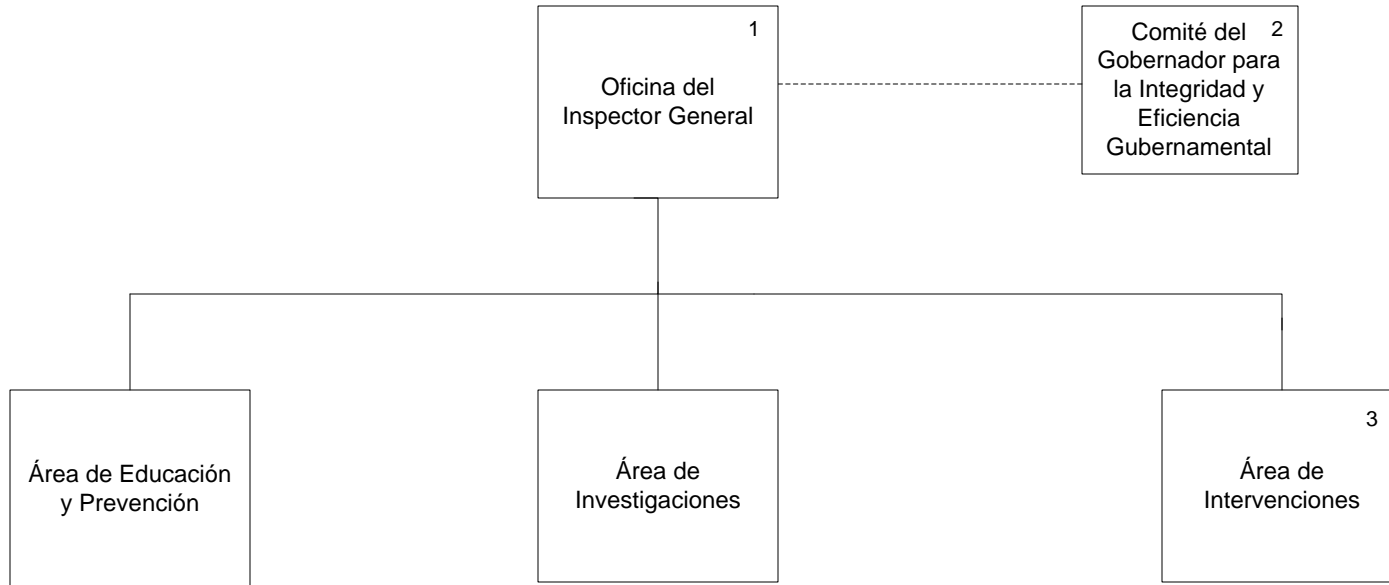 1
Oficina del
Inspector General
2
Comité del
Gobernador para
la Integridad y
Eficiencia
Gubernamental
Área de Educación
y Prevención
Área de
Investigaciones
3
Área de
Intervenciones